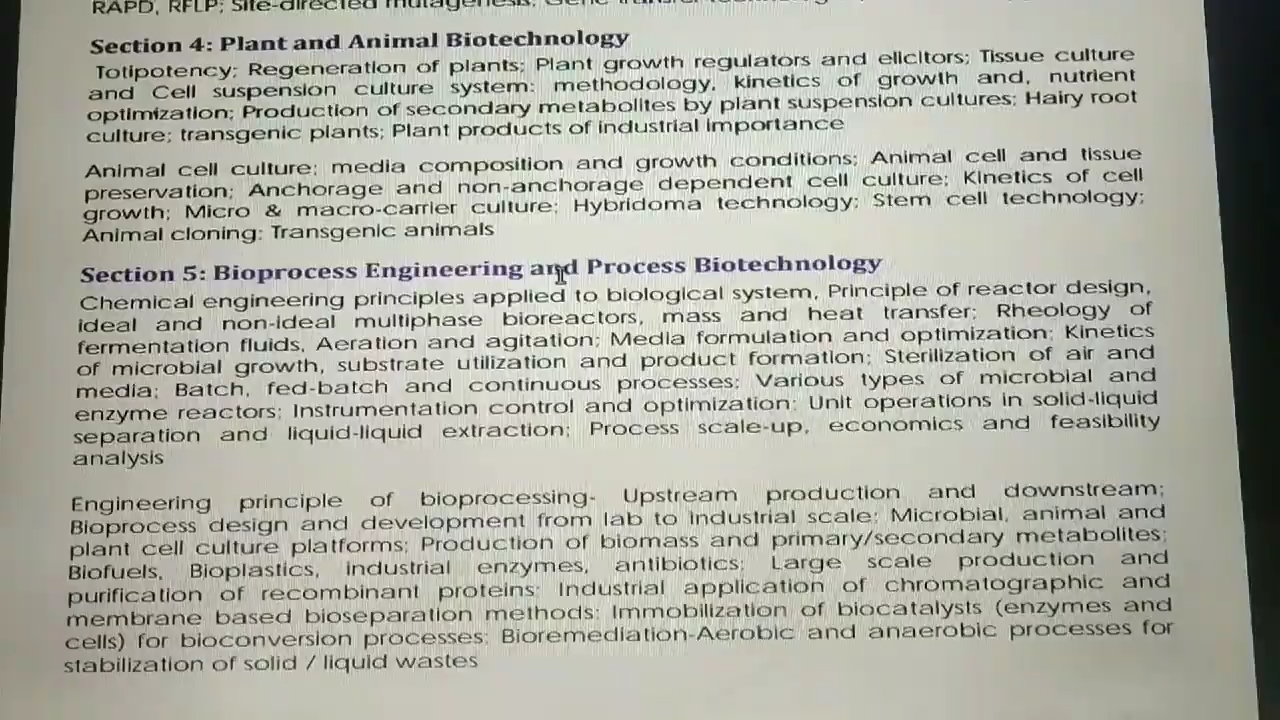 RAPD, RFLP; Site-directed mutagenesis; Gene transfer
Section 4: Plant and Animal Biotechnology
Totipotency; Regeneration of plants; Plant growth regulators and elicitors; Tissue culture
and Cell suspension culture system: methodology, kinetics of growth and, nutrient
optimization; Production of secondary metabolites by plant suspension cultures; Hairy root
culture; transgenic plants; Plant products of industrial importance
Animal cell culture; media composition and growth conditions; Animal cell and tissue
preservation; Anchorage and non-anchorage dependent cell culture; Kinetics of cell
growth; Micro & macro-carrier culture; Hybridoma technology; Stem cell technology;
Animal cloning; Transgenic animals
Section 5: Bioprocess Engineering and Process Biotechnology
Chemical engineering principles applied to biological system, Principle of reactor design,
ideal and non-ideal multiphase bioreactors, mass and heat transfer; Rheology of
fermentation fluids, Aeration and agitation; Media formulation and optimization; Kinetics
of microbial growth, substrate utilization and product formation; Sterilization of air and
media; Batch, fed-batch and continuous processes; Various types of microbial and
enzyme reactors; Instrumentation control and optimization; Unit operations in solid-liquid
separation and liquid-liquid extraction; Process scale-up, economics and feasibility
analysis
Engineering principle of bioprocessing- Upstream production and downstream;
Bioprocess design and development from lab to industrial scale; Microbial, animal and
plant cell culture platforms; Production of biomass and primary/secondary metabolites;
Biofuels, Bioplastics, industrial enzymes, antibiotics; Large scale production and
purification of recombinant proteins; Industrial application of chromatographic and
membrane based bioseparation methods; Immobilization of biocatalysts (enzymes and
cells) for bioconversion processes; Bioremediation-Aerobic and anaerobic processes for
stabilization of solid / liquid wastes